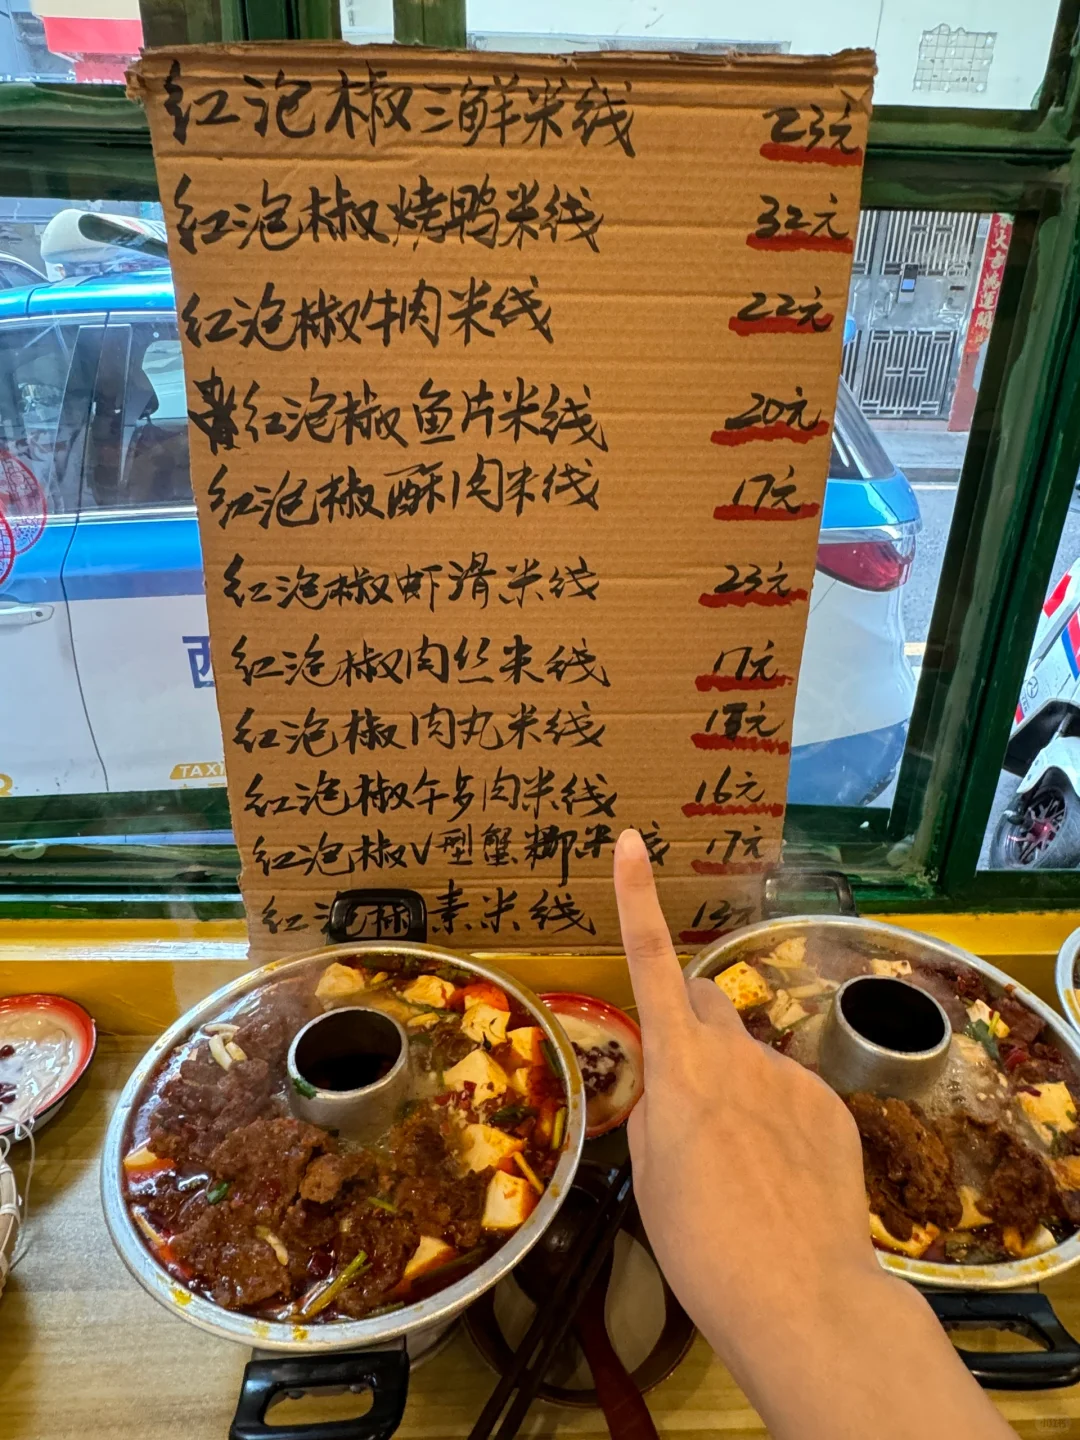 红泡椒三鲜米线 23元
红泡椒烤鸭米线 32元
红泡椒牛肉米线 22元
红泡椒鱼片米线 20元
红泡椒酥肉米线 17元
红泡椒虾滑米线 23元
红泡椒肉丝米线 17元
红泡椒肉丸米线
红泡椒午歺肉米线 16元
红泡椒V型蟹柳米线 17元
红泡椒素米线 13元
西
TAXI